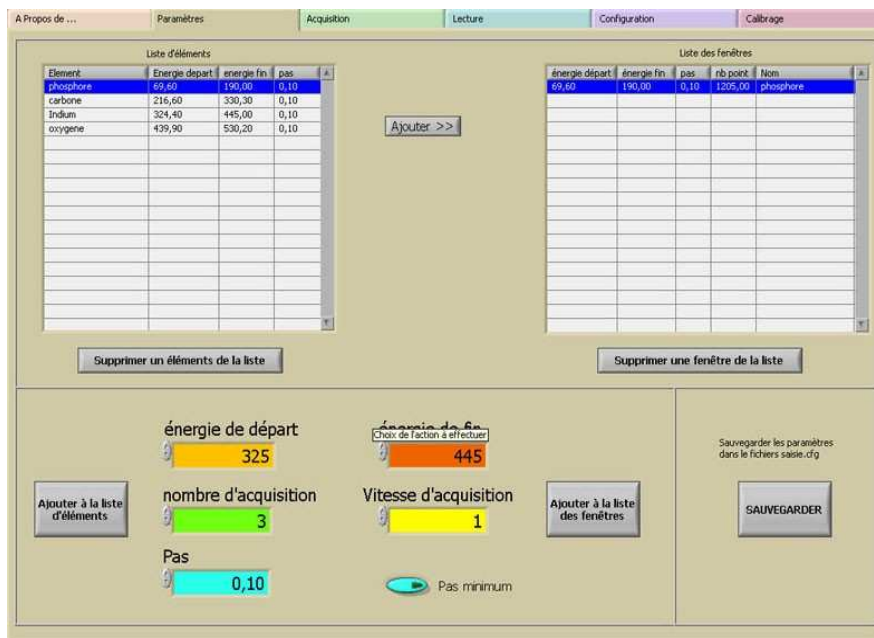 A Propos de ... Paramètres Acquisition Lecture Configuration Calibrage
Liste d'éléments
Element Energie depart energie fin pas
phosphore 69,60 190,00 0,10
carbone 216,60 330,30 0,10
Indium 324,40 445,00 0,10
oxygene 439,90 530,20 0,10
Supprimer un éléments de la liste
Ajouter >>
Liste des fenêtres
énergie départ énergie fin pas nb point Nom
69,60 190,00 0,10 1205,00 phosphore
Supprimer une fenêtre de la liste
Ajouter à la liste
d'éléments
énergie de départ
325
énergie de fin
Choix de l'action à effectuer
445
nombre d'acquisition
3
Vitesse d'acquisition
1
Pas
0,10
Pas minimum
Ajouter à la liste
des fenêtres
Sauvegarder les paramètres
dans le fichiers saisie.cfg
SAUVEGARDER